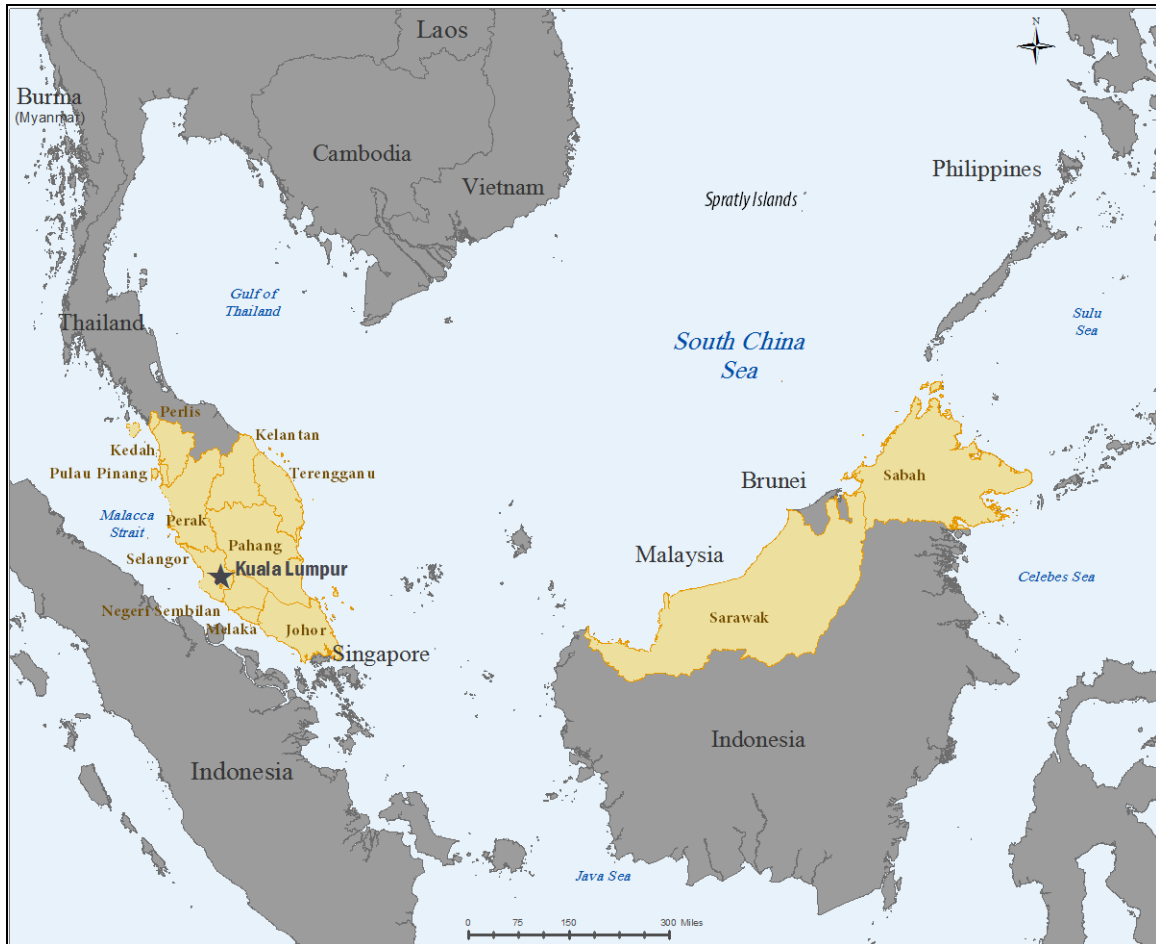 N
Laos
Burma
(Myanmar)
Cambodia
Vietnam
Philippines
Spratly Islands
Gulf of
Thailand
Thailand
Sulu
Sea
South China
Sea
Perlis
Kelantan
Kedah
Pulau Pinang
Terengganu
Sabah
Brunei
Malacca
Strait
Perak
Pahang
Malaysia
Selangor
Kuala Lumpur
Celebes Sea
Negeri Sembilan
Sarawak
Melaka
Johor
Singapore
Indonesia
Indonesia
Java Sea
0 75 150 300 Miles